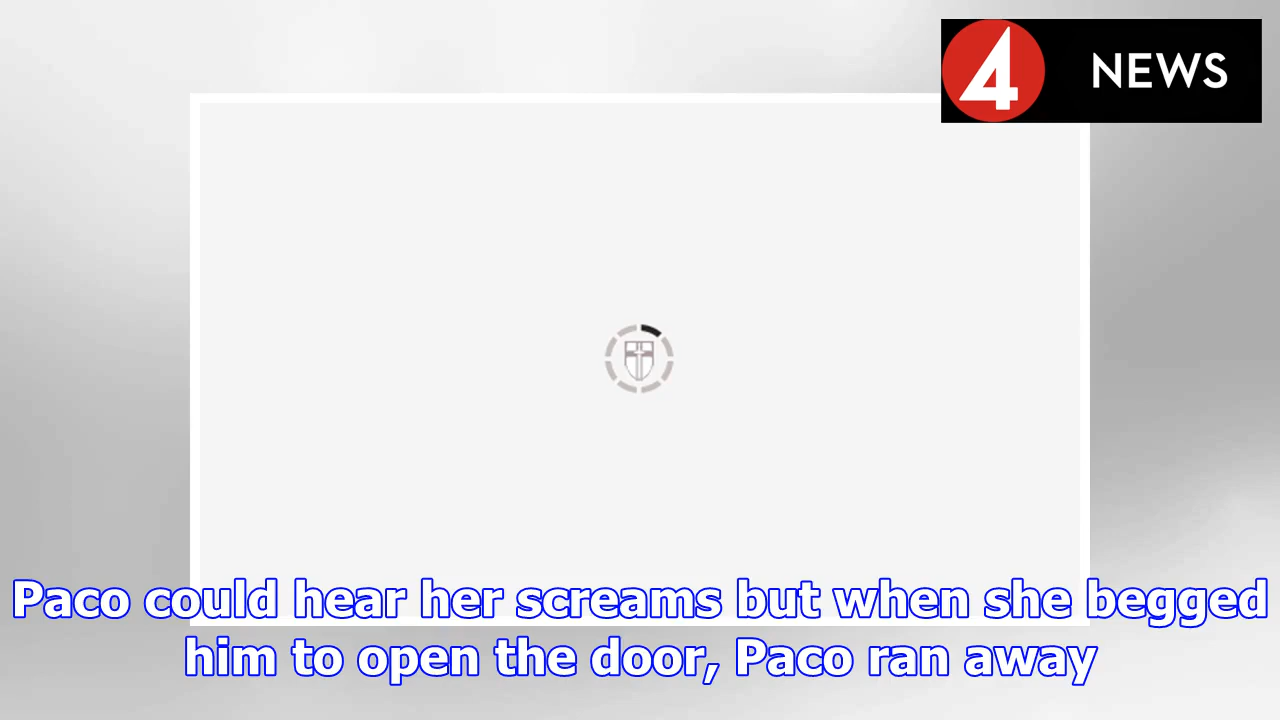 4 NEWS
Paco could hear her screams but when she begged
him to open the door, Paco ran away